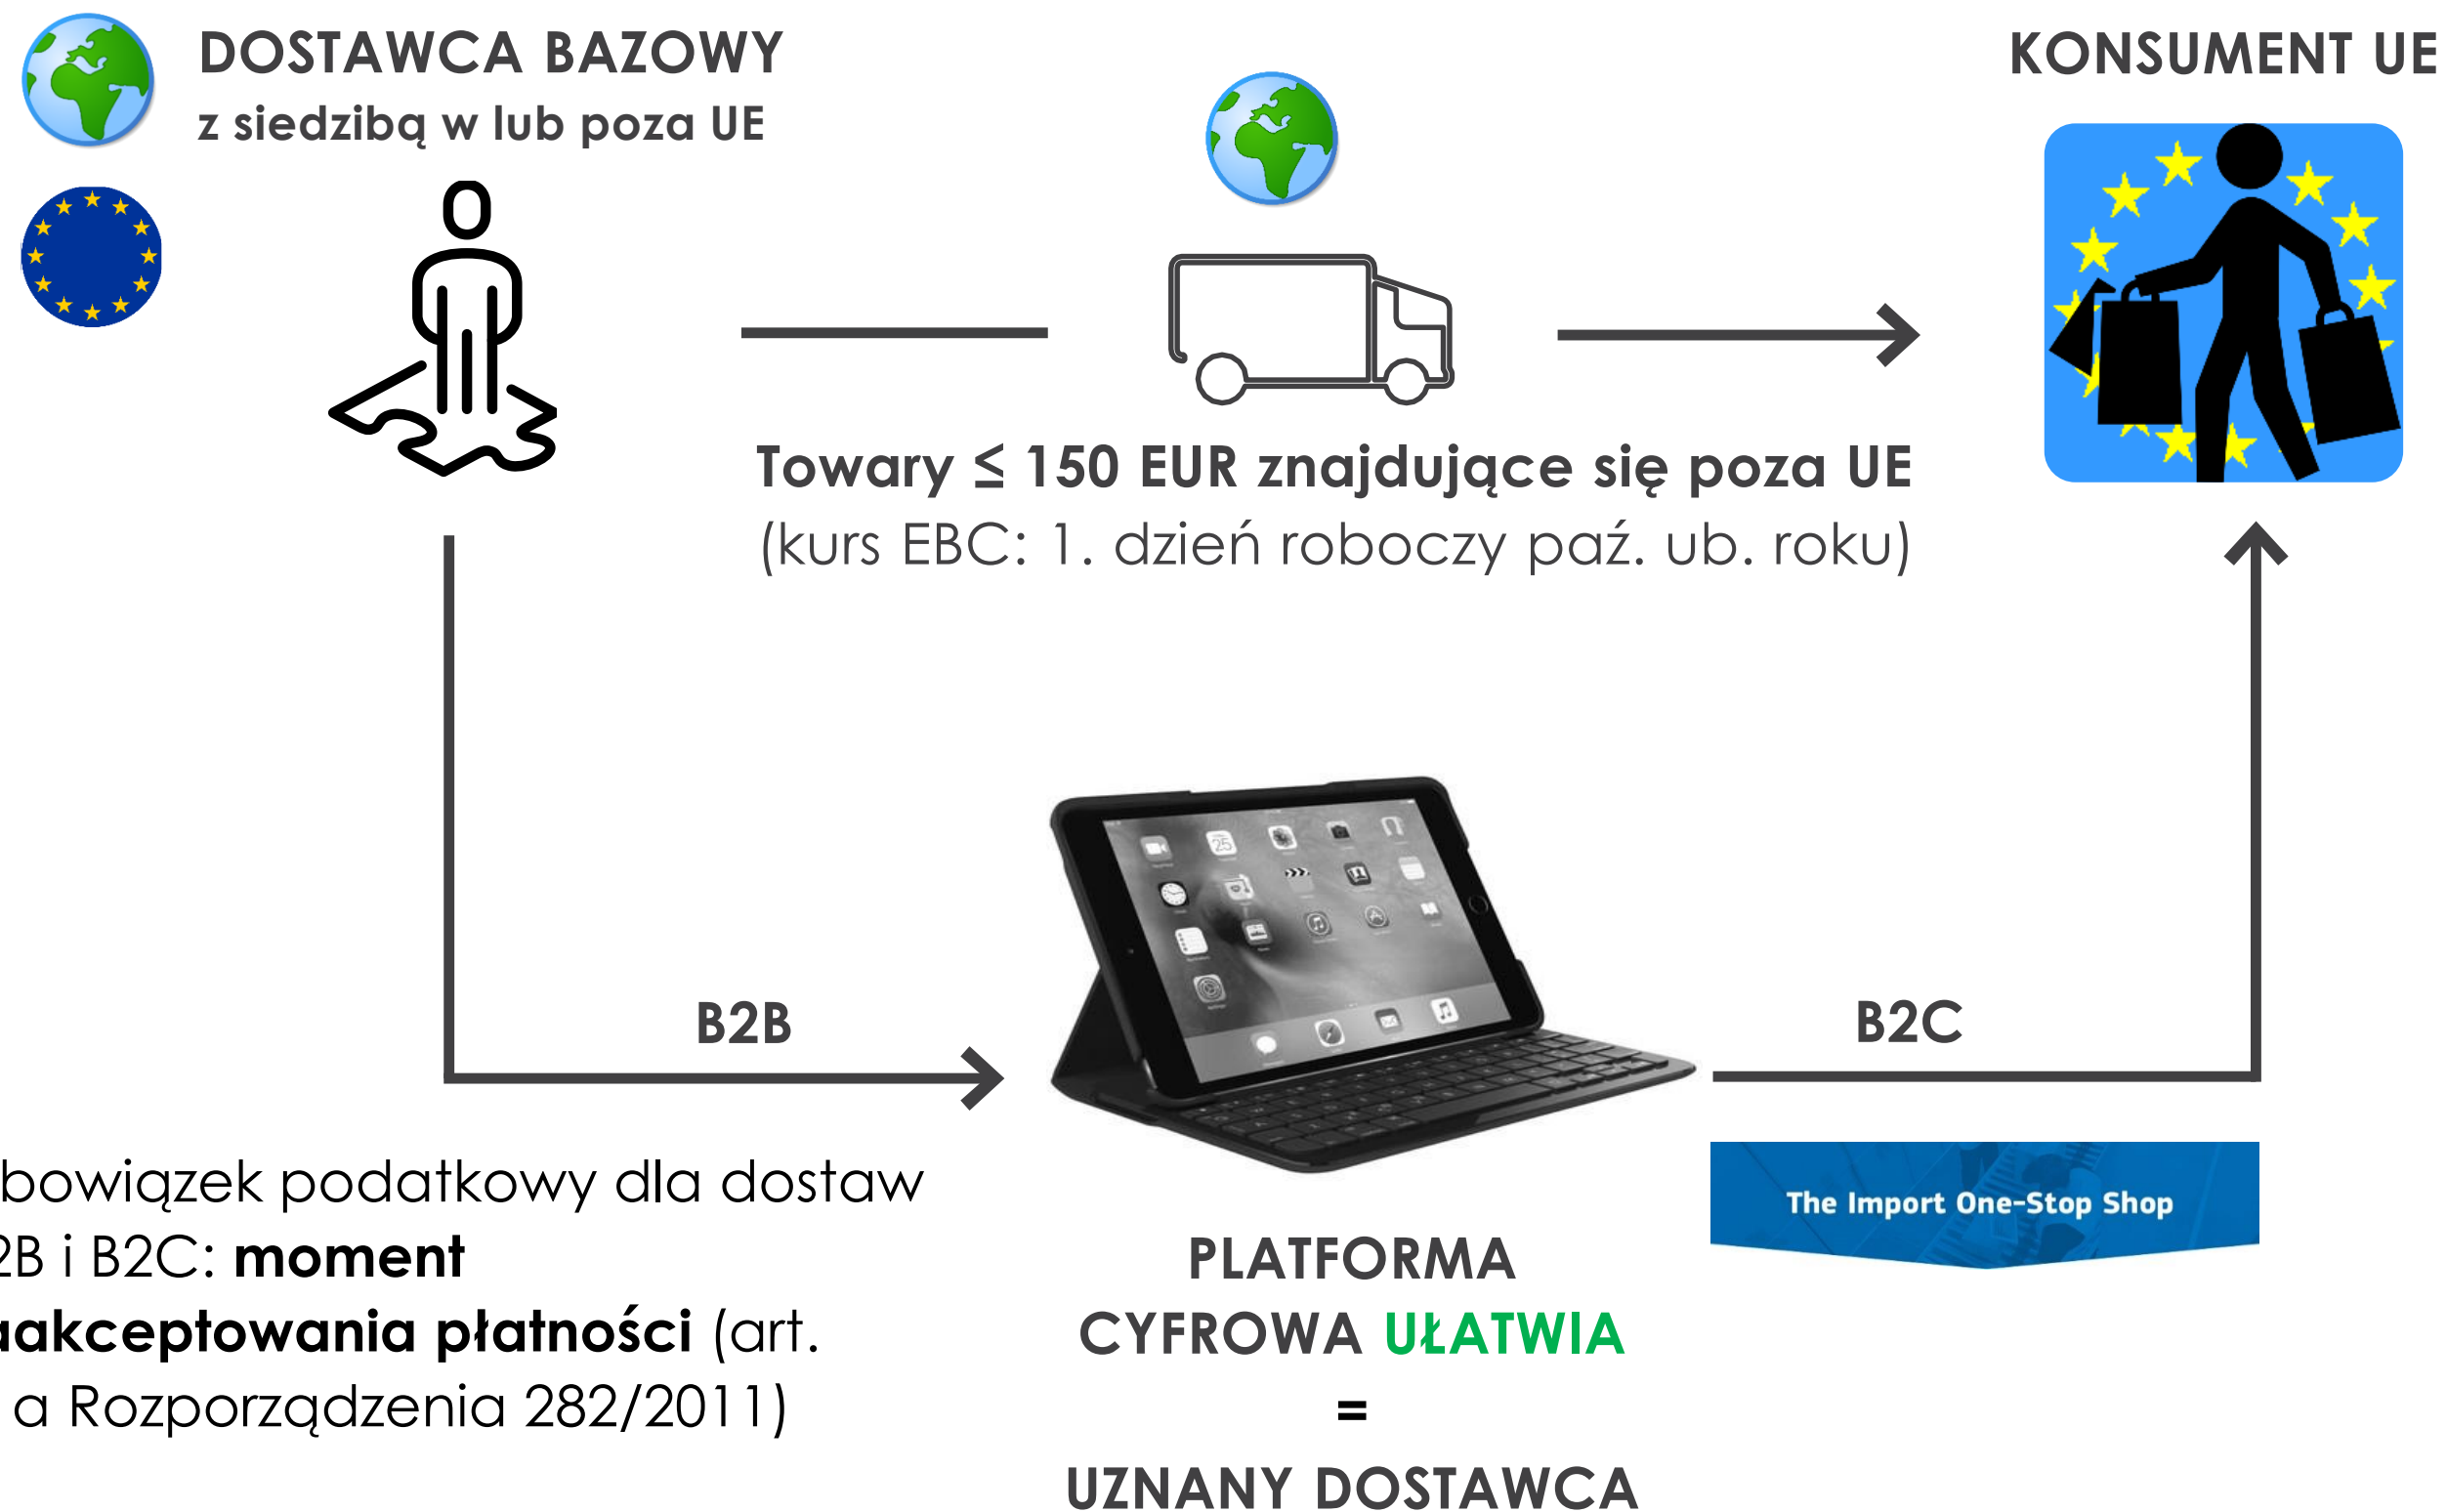 DOSTAWCA BAZOWY
z siedzibą w lub poza UE
KONSUMENT UE
Towary ≤ 150 EUR znajdujące się poza UE
(kurs EBC: 1. dzień roboczy paź. ub. roku)
B2B
B2C
bowiązek podatkowy dla dostaw
2B i B2C: moment
aakceptowania płatności (art.
a Rozporządzenia 282/2011)
The Import One-Stop Shop
PLATFORMA
CYFROWA UŁATWIA
=
UZNANY DOSTAWCA